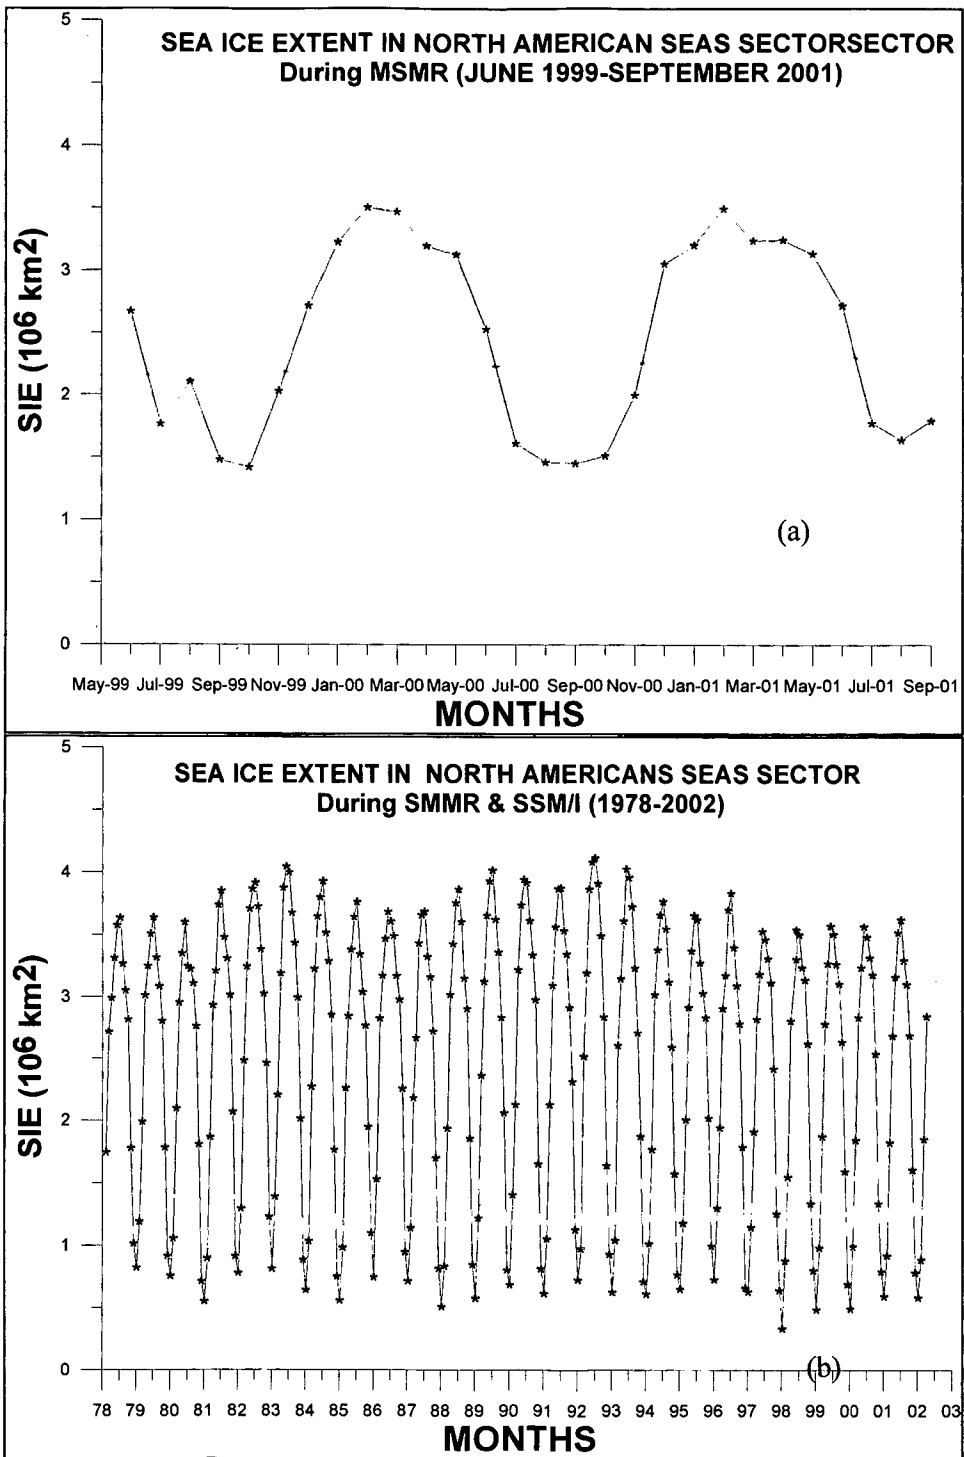 SEA ICE EXTENT IN NORTH AMERICAN SEAS SECTORSECTOR
During MSMR (JUNE 1999-SEPTEMBER 2001)
5
4
3
2
1
0
SIE (10⁶ km²)
(a)
May-99 Jul-99 Sep-99 Nov-99 Jan-00 Mar-00 May-00 Jul-00 Sep-00 Nov-00 Jan-01 Mar-01 May-01 Jul-01 Sep-01
MONTHS
SEA ICE EXTENT IN NORTH AMERICANS SEAS SECTOR
During SMMR & SSM/I (1978-2002)
5
4
3
2
1
0
SIE (10⁶ km²)
(b)
78 79 80 81 82 83 84 85 86 87 88 89 90 91 92 93 94 95 96 97 98 99 00 01 02 03
MONTHS